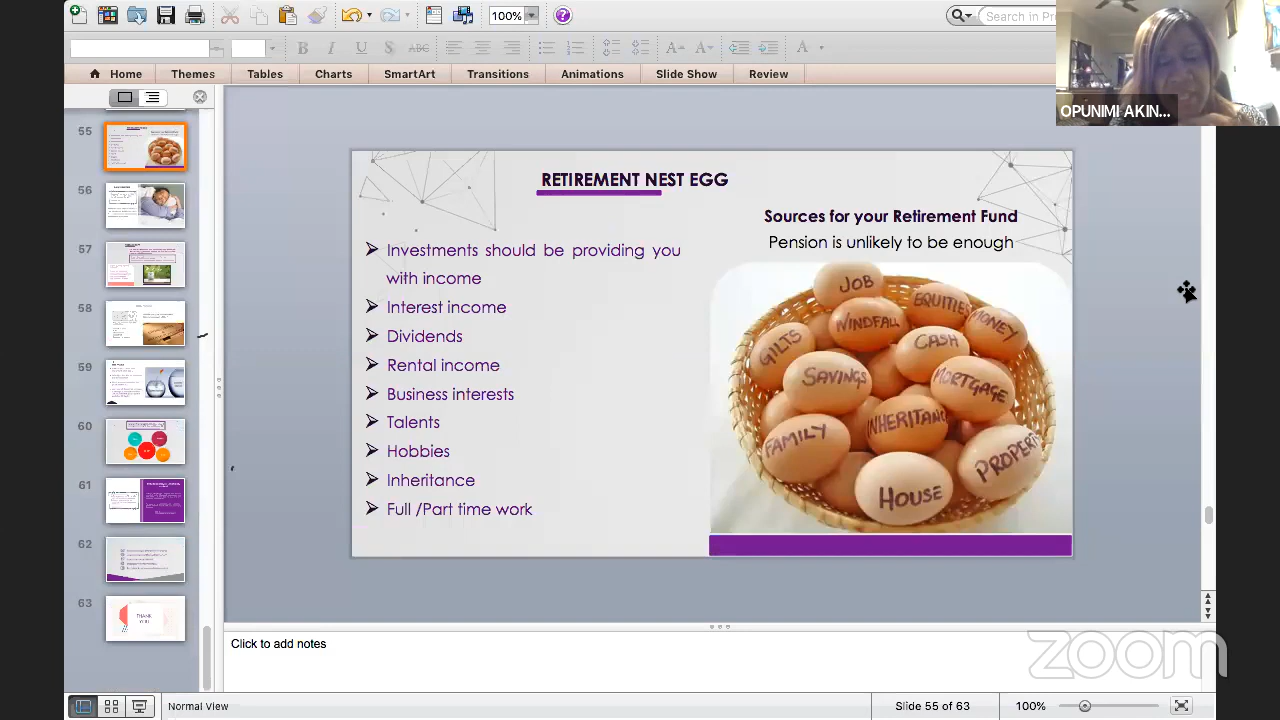 100%
Search in Pr
Home Themes Tables Charts SmartArt Transitions Animations Slide Show Review
OPUNIMI AKIN...
55
56
57
58
59
60
61
62
63
THANK YOU
RETIREMENT NEST EGG
Sources for your Retirement Fund
Pension is unlikely to be enough
Investments should be providing you
with income
Interest income
Dividends
Rental income
Business interests
Talents
Hobbies
Inheritance
Full /Part time work
JOB
EQUITIES
MONEY
WINDFALL
GILTS
CASH
SAVINGS
MORTGAGE
FAMILY
INHERITANC
PROPERT
HOUSE
Click to add notes
zoom
Normal View
Slide 55 of 63
100%